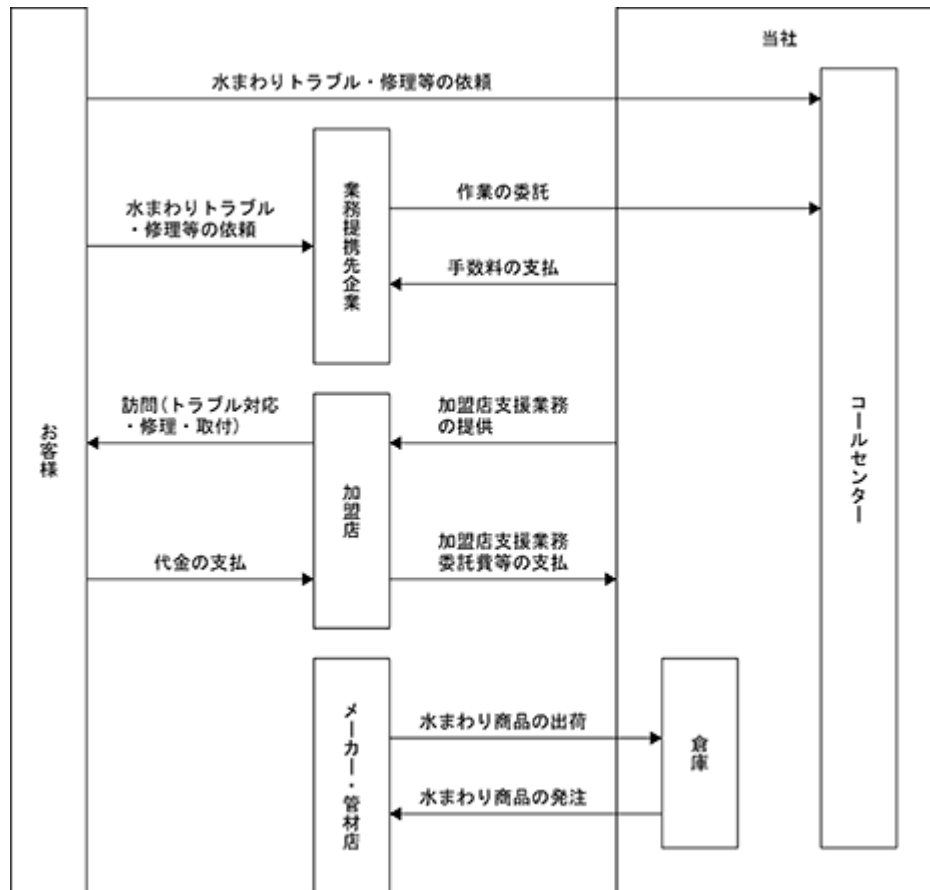 当社
水まわりトラブル・修理等の依頼
業務提携先企業
作業の委託
水まわりトラブル
・修理等の依頼
手数料の支払
訪問(トラブル対応
・修理・取付)
加盟店支援業務
の提供
お客様
加盟店
コールセンター
代金の支払
加盟店支援業務
委託費等の支払
メーカー・管材店
水まわり商品の出荷
倉庫
水まわり商品の発注